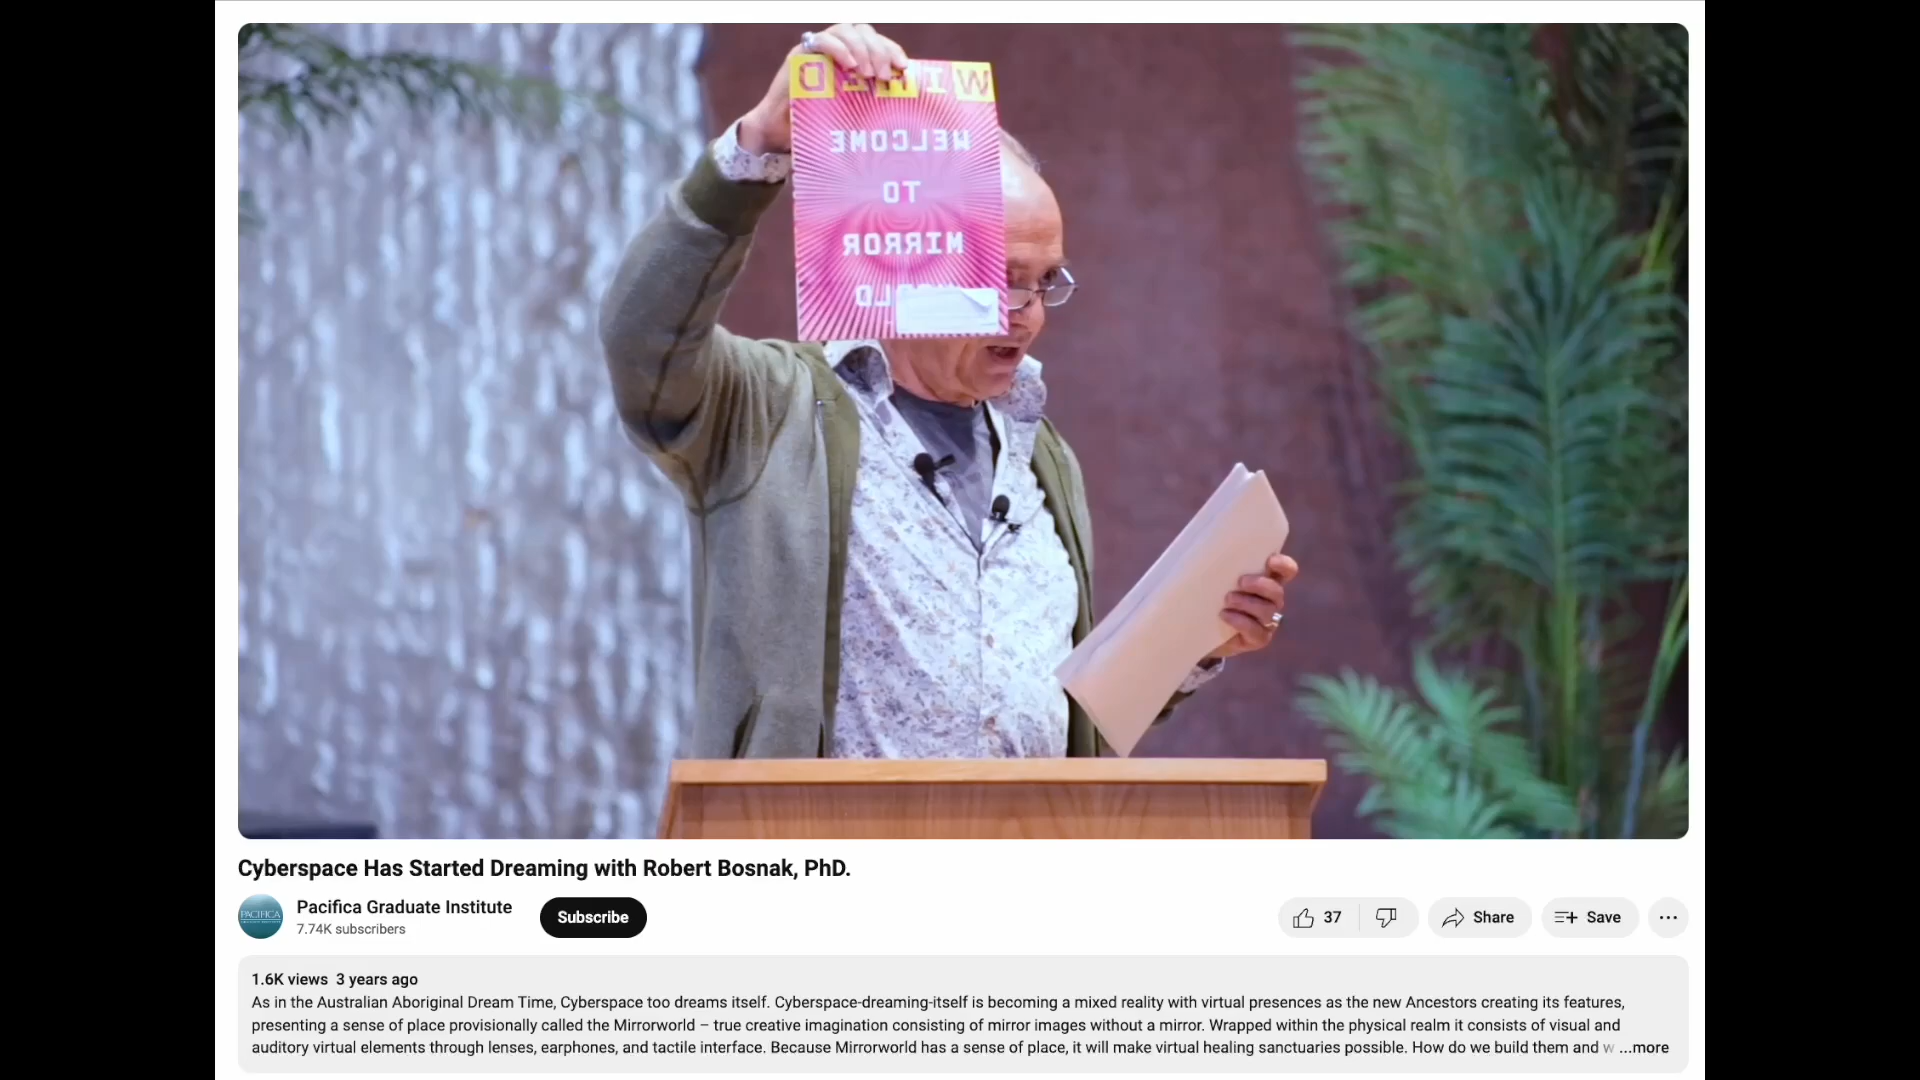 WIRED
WELCOME
TO
MIRROR
Cyberspace Has Started Dreaming with Robert Bosnak, PhD.
PACIFICA
Pacifica Graduate Institute
7.74K subscribers
Subscribe
37
Share
Save
1.6K views 3 years ago
As in the Australian Aboriginal Dream Time, Cyberspace too dreams itself. Cyberspace-dreaming-itself is becoming a mixed reality with virtual presences as the new Ancestors creating its features,
presenting a sense of place provisionally called the Mirrorworld – true creative imagination consisting of mirror images without a mirror. Wrapped within the physical realm it consists of visual and
auditory virtual elements through lenses, earphones, and tactile interface. Because Mirrorworld has a sense of place, it will make virtual healing sanctuaries possible. How do we build them and w ...more